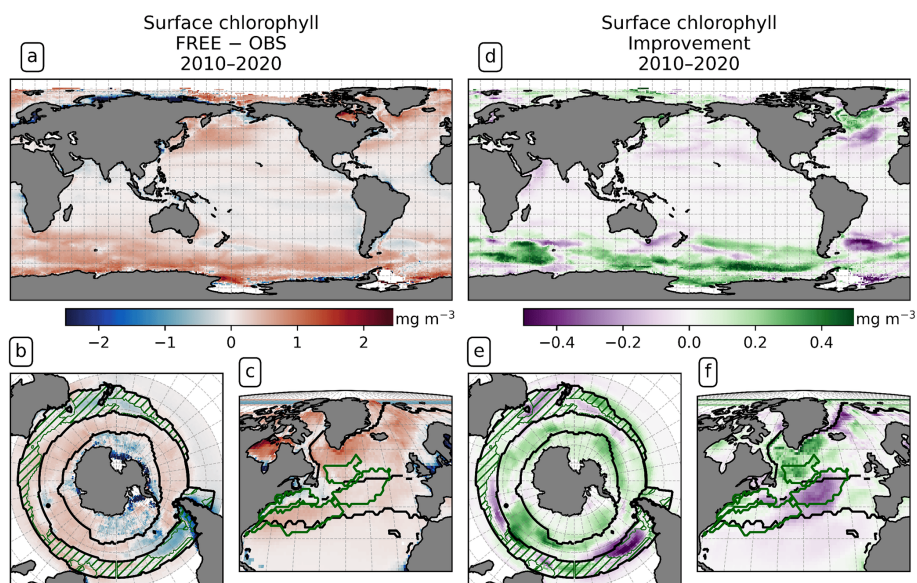 Surface chlorophyll
FREE − OBS
2010–2020
a
Surface chlorophyll
Improvement
2010–2020
d
−2 −1 0 1 2 mg m⁻³
−0.4 −0.2 0.0 0.2 0.4 mg m⁻³
b
c
e
f